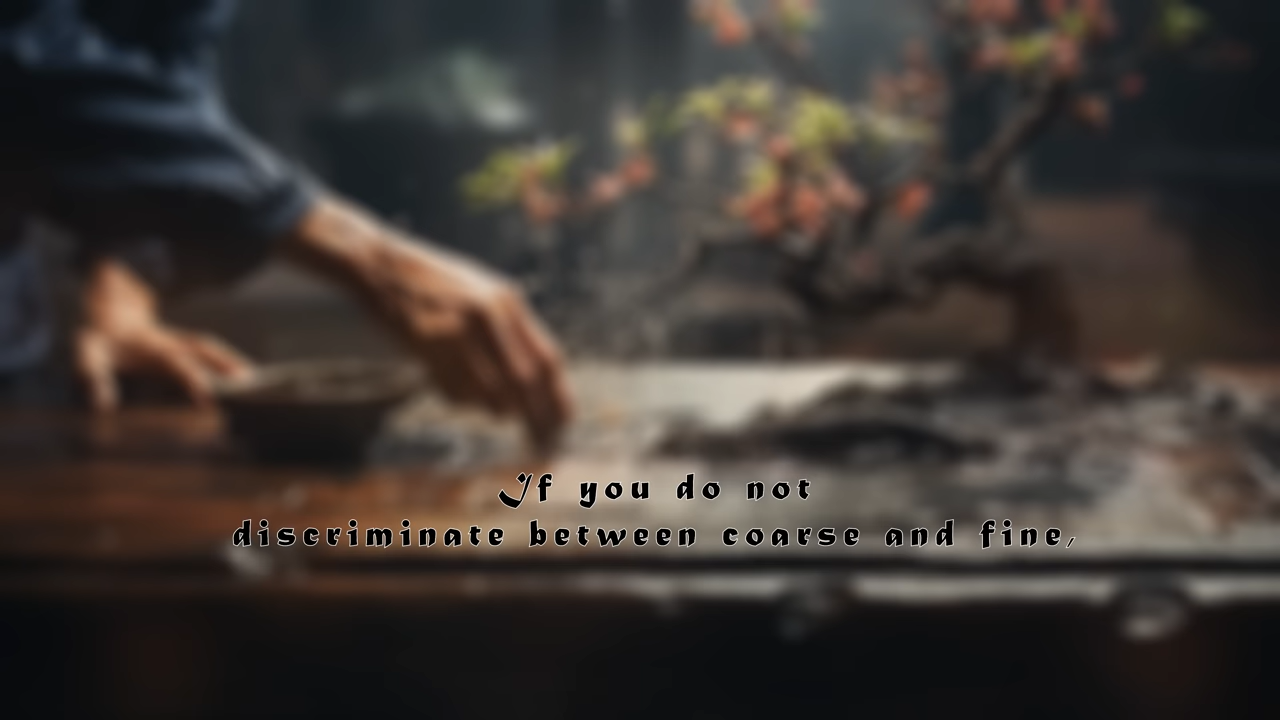 If you do not
discriminate between coarse and fine,